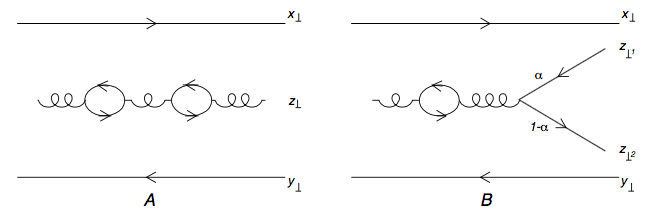 x⊥ x⊥
z⊥1
α
z⊥
1-α
z⊥2
y⊥ y⊥
A B